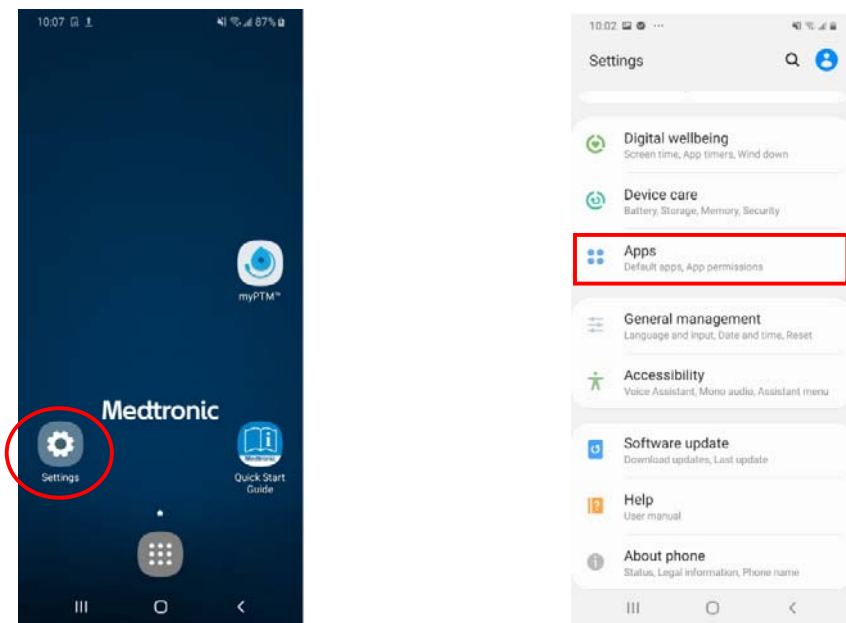 10:07
87%
myPTM™
Medtronic
Settings
Medtronic
Quick Start
Guide
10:02
Settings
Digital wellbeing
Screen time, App timers, Wind down
Device care
Battery, Storage, Memory, Security
Apps
Default apps, App permissions
General management
Language and input, Date and time, Reset
Accessibility
Voice Assistant, Mono audio, Assistant menu
Software update
Download updates, Last update
Help
User manual
About phone
Status, Legal information, Phone name